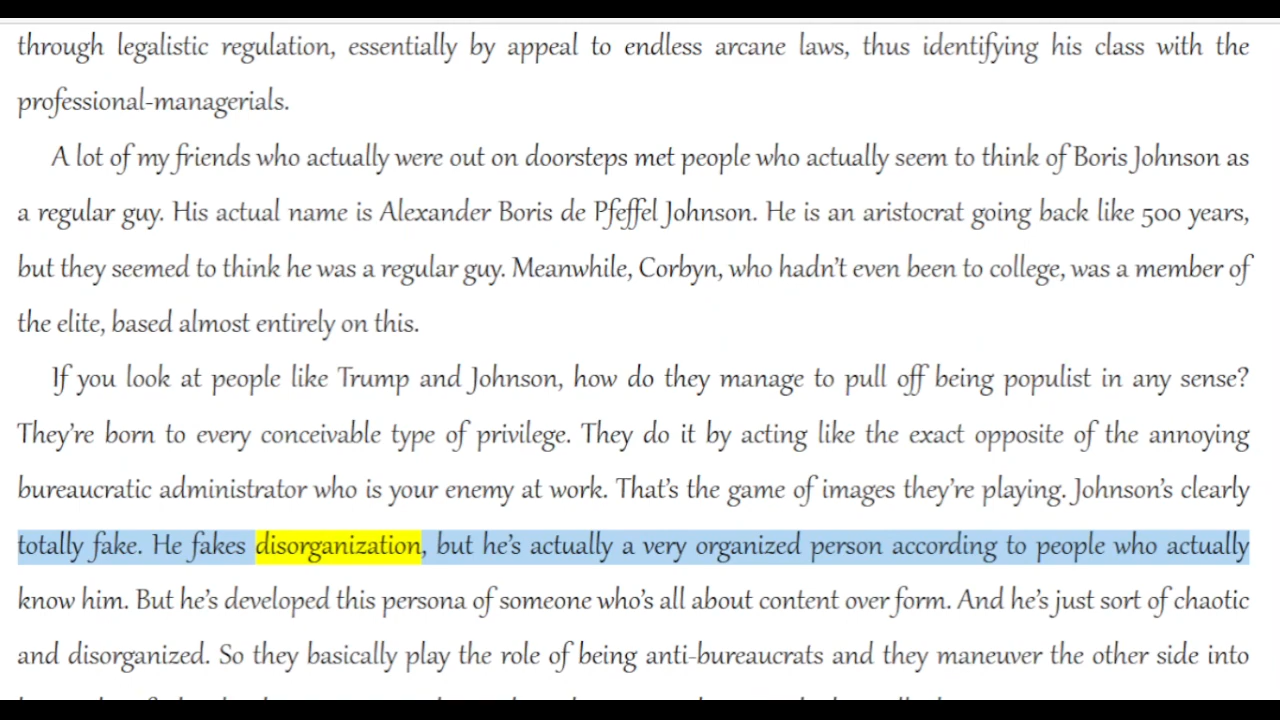 through legalistic regulation, essentially by appeal to endless arcane laws, thus identifying his class with the
professional-managerials.
A lot of my friends who actually were out on doorsteps met people who actually seem to think of Boris Johnson as
a regular guy. His actual name is Alexander Boris de Pfeffel Johnson. He is an aristocrat going back like 500 years,
but they seemed to think he was a regular guy. Meanwhile, Corbyn, who hadn't even been to college, was a member of
the elite, based almost entirely on this.
If you look at people like Trump and Johnson, how do they manage to pull off being populist in any sense?
They're born to every conceivable type of privilege. They do it by acting like the exact opposite of the annoying
bureaucratic administrator who is your enemy at work. That's the game of images they're playing. Johnson's clearly
totally fake. He fakes disorganization, but he's actually a very organized person according to people who actually
know him. But he's developed this persona of someone who's all about content over form. And he's just sort of chaotic
and disorganized. So they basically play the role of being anti-bureaucrats and they maneuver the other side into